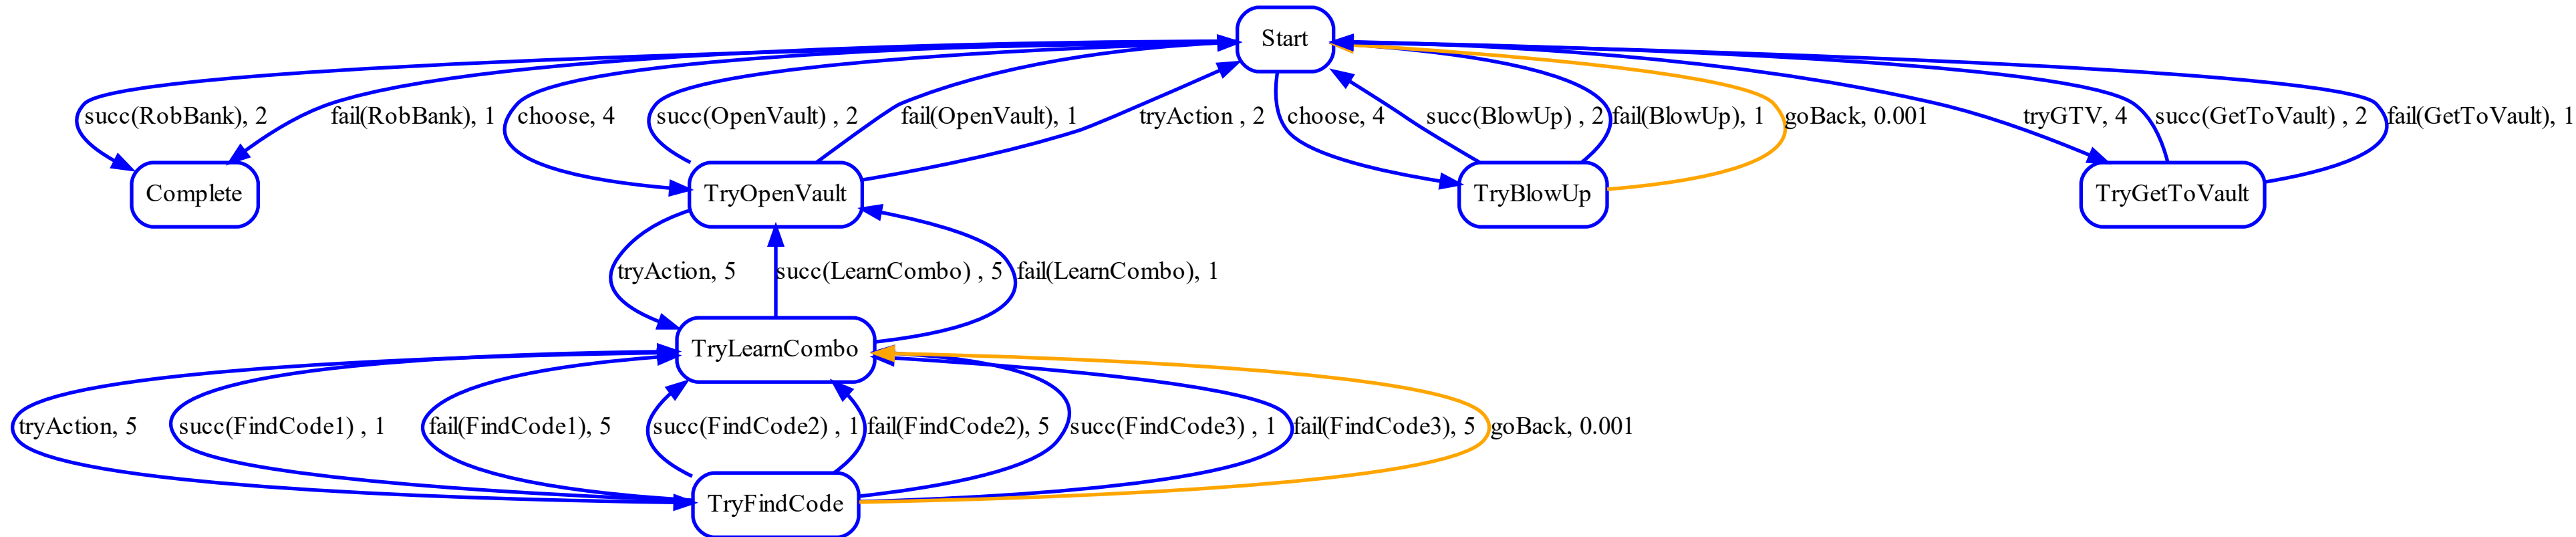 Start
succ(RobBank), 2
fail(RobBank), 1
choose, 4
succ(OpenVault) , 2
fail(OpenVault), 1
tryAction , 2
choose, 4
succ(BlowUp) , 2
fail(BlowUp), 1
goBack, 0.001
tryGTV, 4
succ(GetToVault) , 2
fail(GetToVault), 1
Complete
TryOpenVault
TryBlowUp
TryGetToVault
tryAction, 5
succ(LearnCombo) , 5
fail(LearnCombo), 1
TryLearnCombo
tryAction, 5
succ(FindCode1) , 1
fail(FindCode1), 5
succ(FindCode2) , 1
fail(FindCode2), 5
succ(FindCode3) , 1
fail(FindCode3), 5
goBack, 0.001
TryFindCode